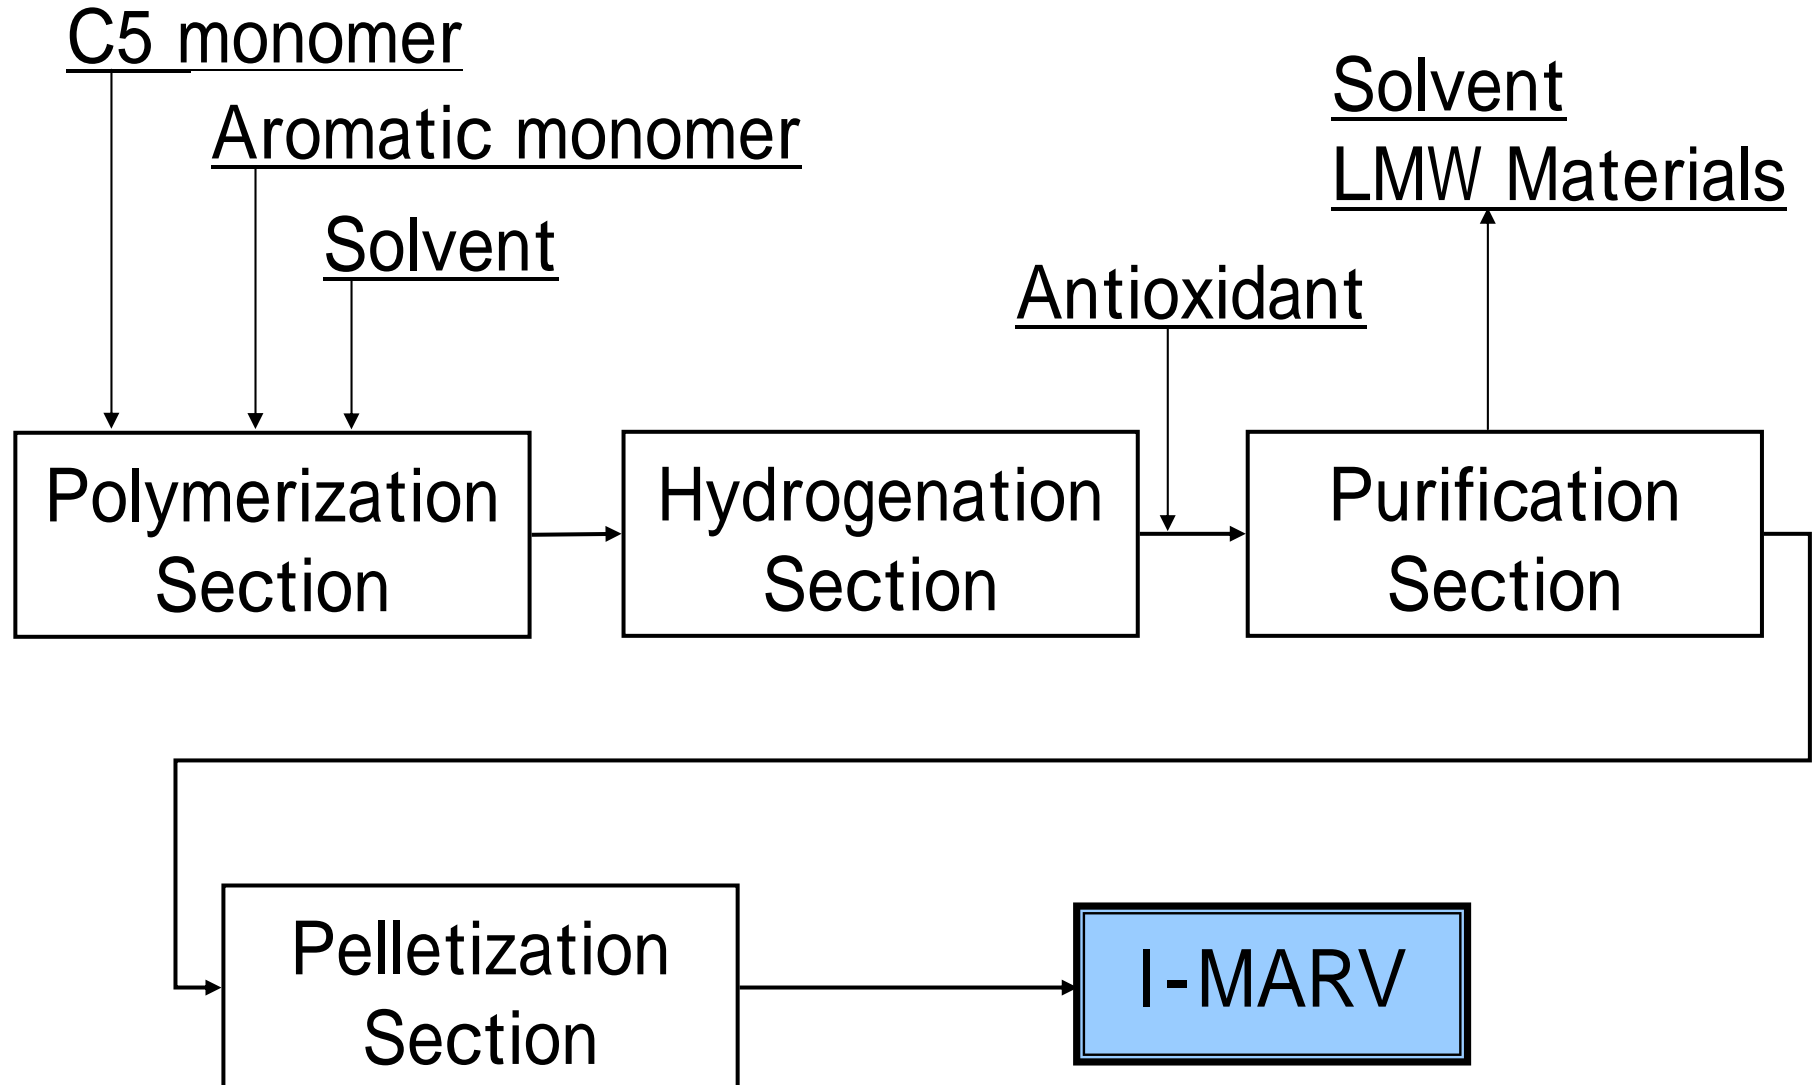 C5 monomer
Aromatic monomer
Solvent
Solvent
LMW Materials
Antioxidant
Polymerization
Section
Hydrogenation
Section
Purification
Section
Pelletization
Section
I-MARV